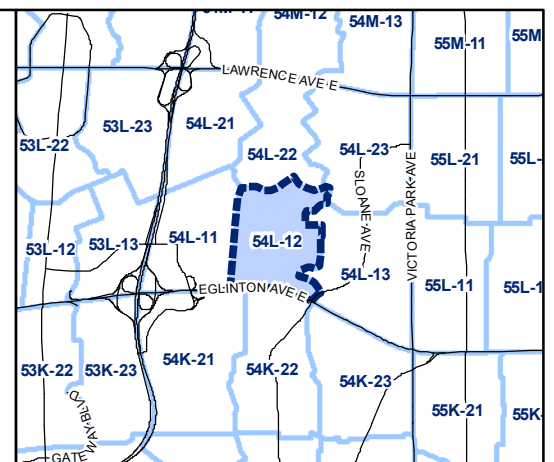 54M-12
54M-13
55M-11
55M
LAWRENCE AVE E
53L-23
54L-21
53L-22
54L-22
54L-23
55L-21
55L-
SLOANE AVE
VICTORIA PARK AVE
53L-12
53L-13
54L-11
54L-12
54L-13
55L-11
55L-1
EGLINTON AVE E
53K-22
53K-23
54K-21
54K-22
54K-23
55K-21
55K-
GATEWAY BLVD